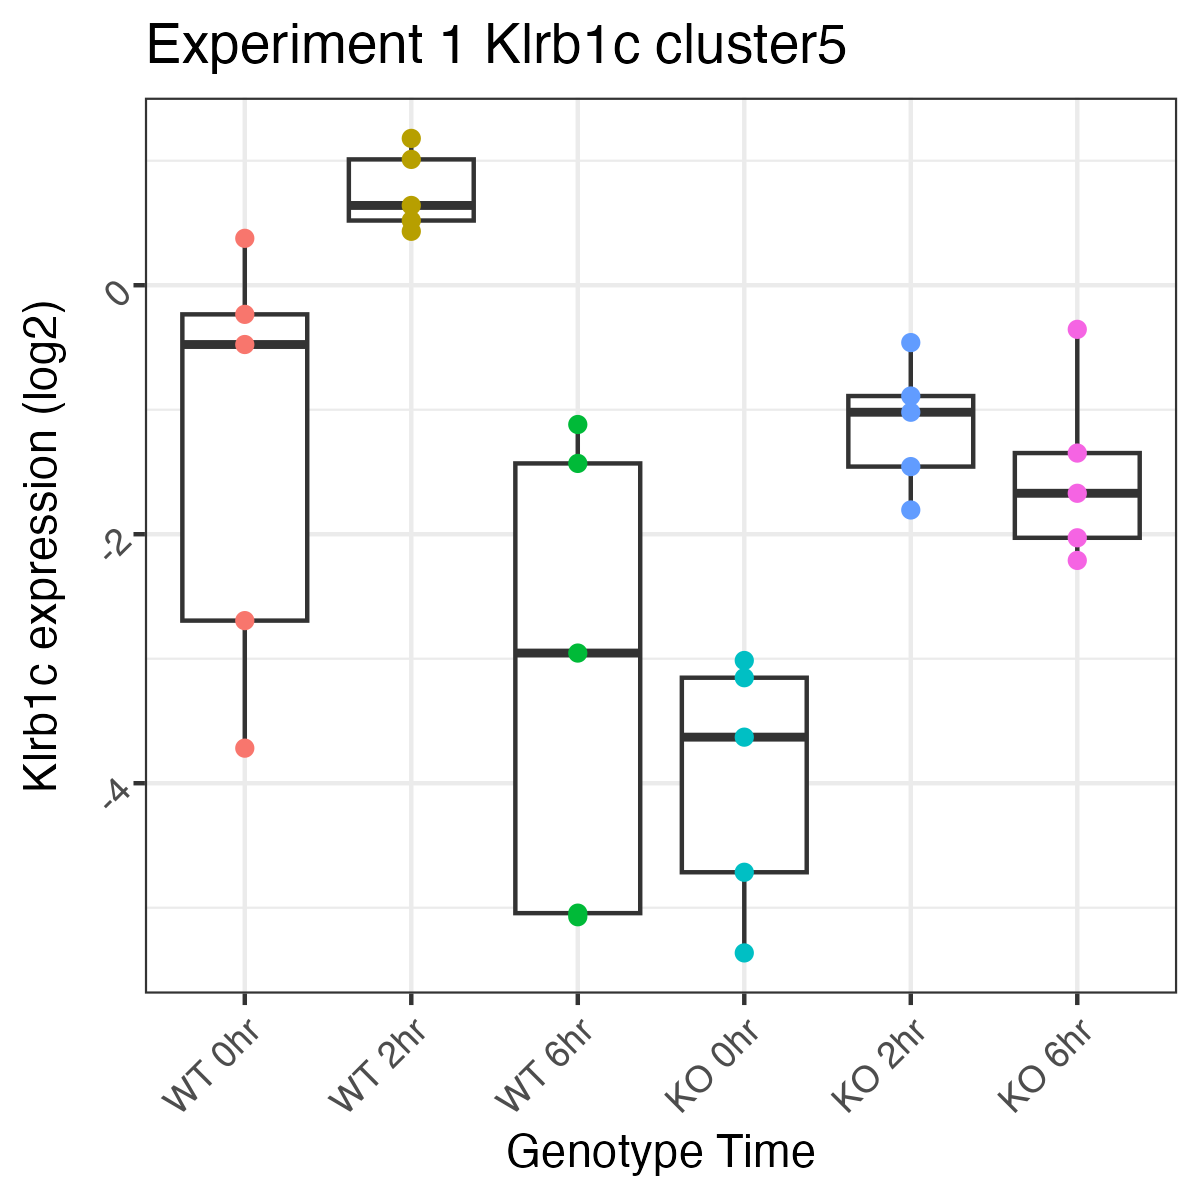 Experiment 1 Klrb1c cluster5
Klrb1c expression (log2)
0
-2
-4
WT 0hr
WT 2hr
WT 6hr
KO 0hr
KO 2hr
KO 6hr
Genotype Time